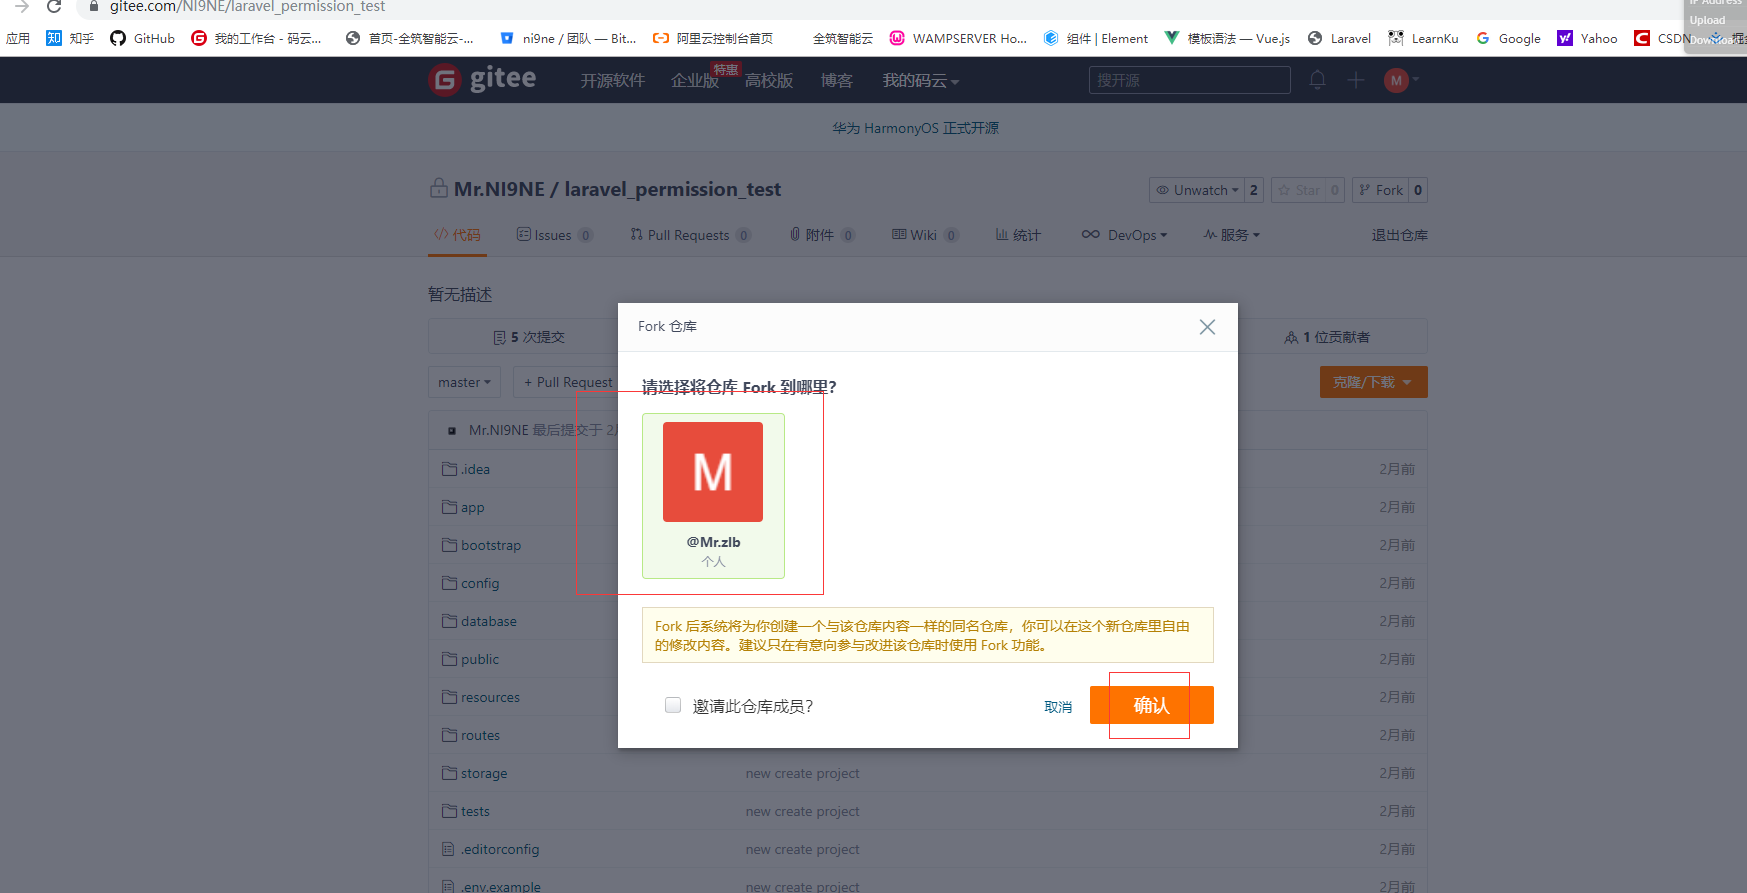 gitee.com/NI9NE/laravel_permission_test
IP Address
Upload
Download
应用 知乎 GitHub 我的工作台 - 码云... 首页-全筑智能云-... ni9ne / 团队 — Bit... 阿里云控制台首页 全筑智能云 WAMPSERVER Ho... 组件 | Element 模板语法 — Vue.js Laravel LearnKu Google Yahoo CSDN
gitee 开源软件 企业版 特惠 高校版 博客 我的码云 搜开源 M
华为 HarmonyOS 正式开源
Mr.NI9NE / laravel_permission_test Unwatch 2 Star 0 Fork 0
代码 Issues 0 Pull Requests 0 附件 0 Wiki 0 统计 DevOps 服务 退出仓库
暂无描述
5 次提交 1 位贡献者
master + Pull Request 克隆/下载
Mr.NI9NE 最后提交于 2
.idea 2月前
app 2月前
bootstrap 2月前
config 2月前
database 2月前
public 2月前
resources 2月前
routes 2月前
storage new create project 2月前
tests new create project 2月前
.editorconfig new create project 2月前
.env.example new create project 2月前
Fork 仓库
请选择将仓库 Fork 到哪里?
M
@Mr.zlb
个人
Fork 后系统将为你创建一个与该仓库内容一样的同名仓库，你可以在这个新仓库里自由
的修改内容。建议只在有意向参与改进该仓库时使用 Fork 功能。
邀请此仓库成员? 取消 确认